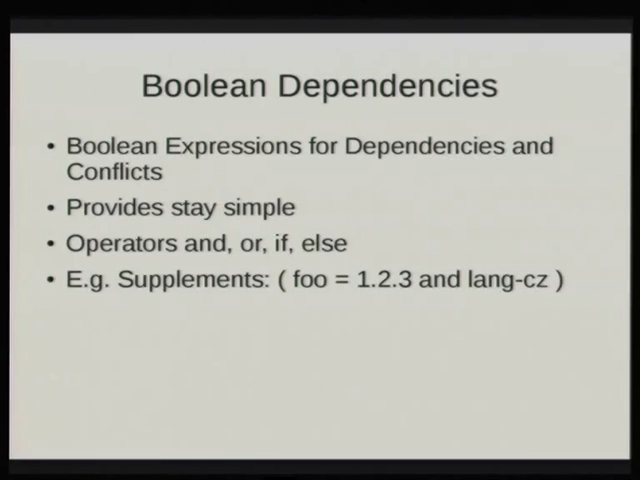 Boolean Dependencies
• Boolean Expressions for Dependencies and
Conflicts
• Provides stay simple
• Operators and, or, if, else
• E.g. Supplements: ( foo = 1.2.3 and lang-cz )